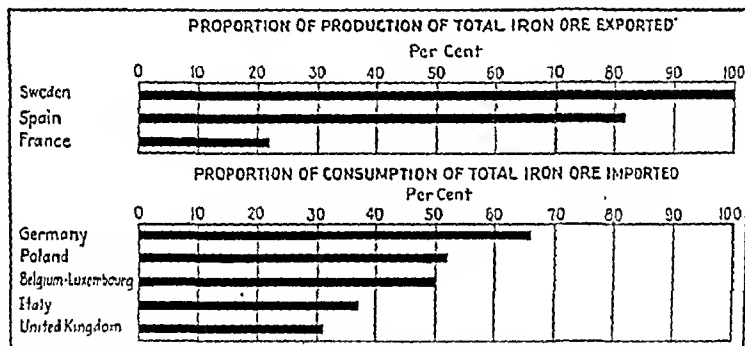 PROPORTION OF PRODUCTION OF TOTAL IRON ORE EXPORTED*
Per Cent
0 10 20 30 40 50 60 70 80 90 100
Sweden
Spain
France
PROPORTION OF CONSUMPTION OF TOTAL IRON ORE IMPORTED
Per Cent
0 10 20 30 40 50 60 70 80 90 100
Germany
Poland
Belgium-Luxembourg
Italy
United Kingdom